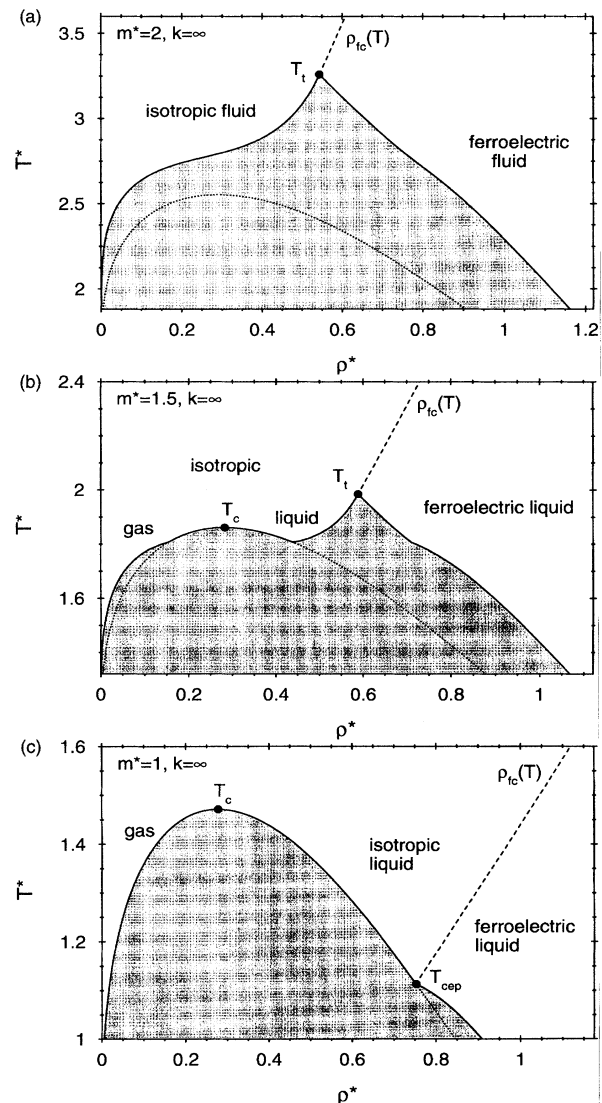 (a)
m*=2, k=∞
ρfc(T)
Tt
isotropic fluid
ferroelectric
fluid
T*
3.5
3
2.5
2
0 0.2 0.4 0.6 0.8 1 1.2
ρ*
(b)
m*=1.5, k=∞
ρfc(T)
isotropic
Tt
Tc
gas
liquid
ferroelectric liquid
T*
2.4
2
1.6
0 0.2 0.4 0.6 0.8 1
ρ*
(c)
m*=1, k=∞
ρfc(T)
Tc
gas
isotropic
liquid
ferroelectric
liquid
Tcep
T*
1.6
1.4
1.2
1
0 0.2 0.4 0.6 0.8 1
ρ*